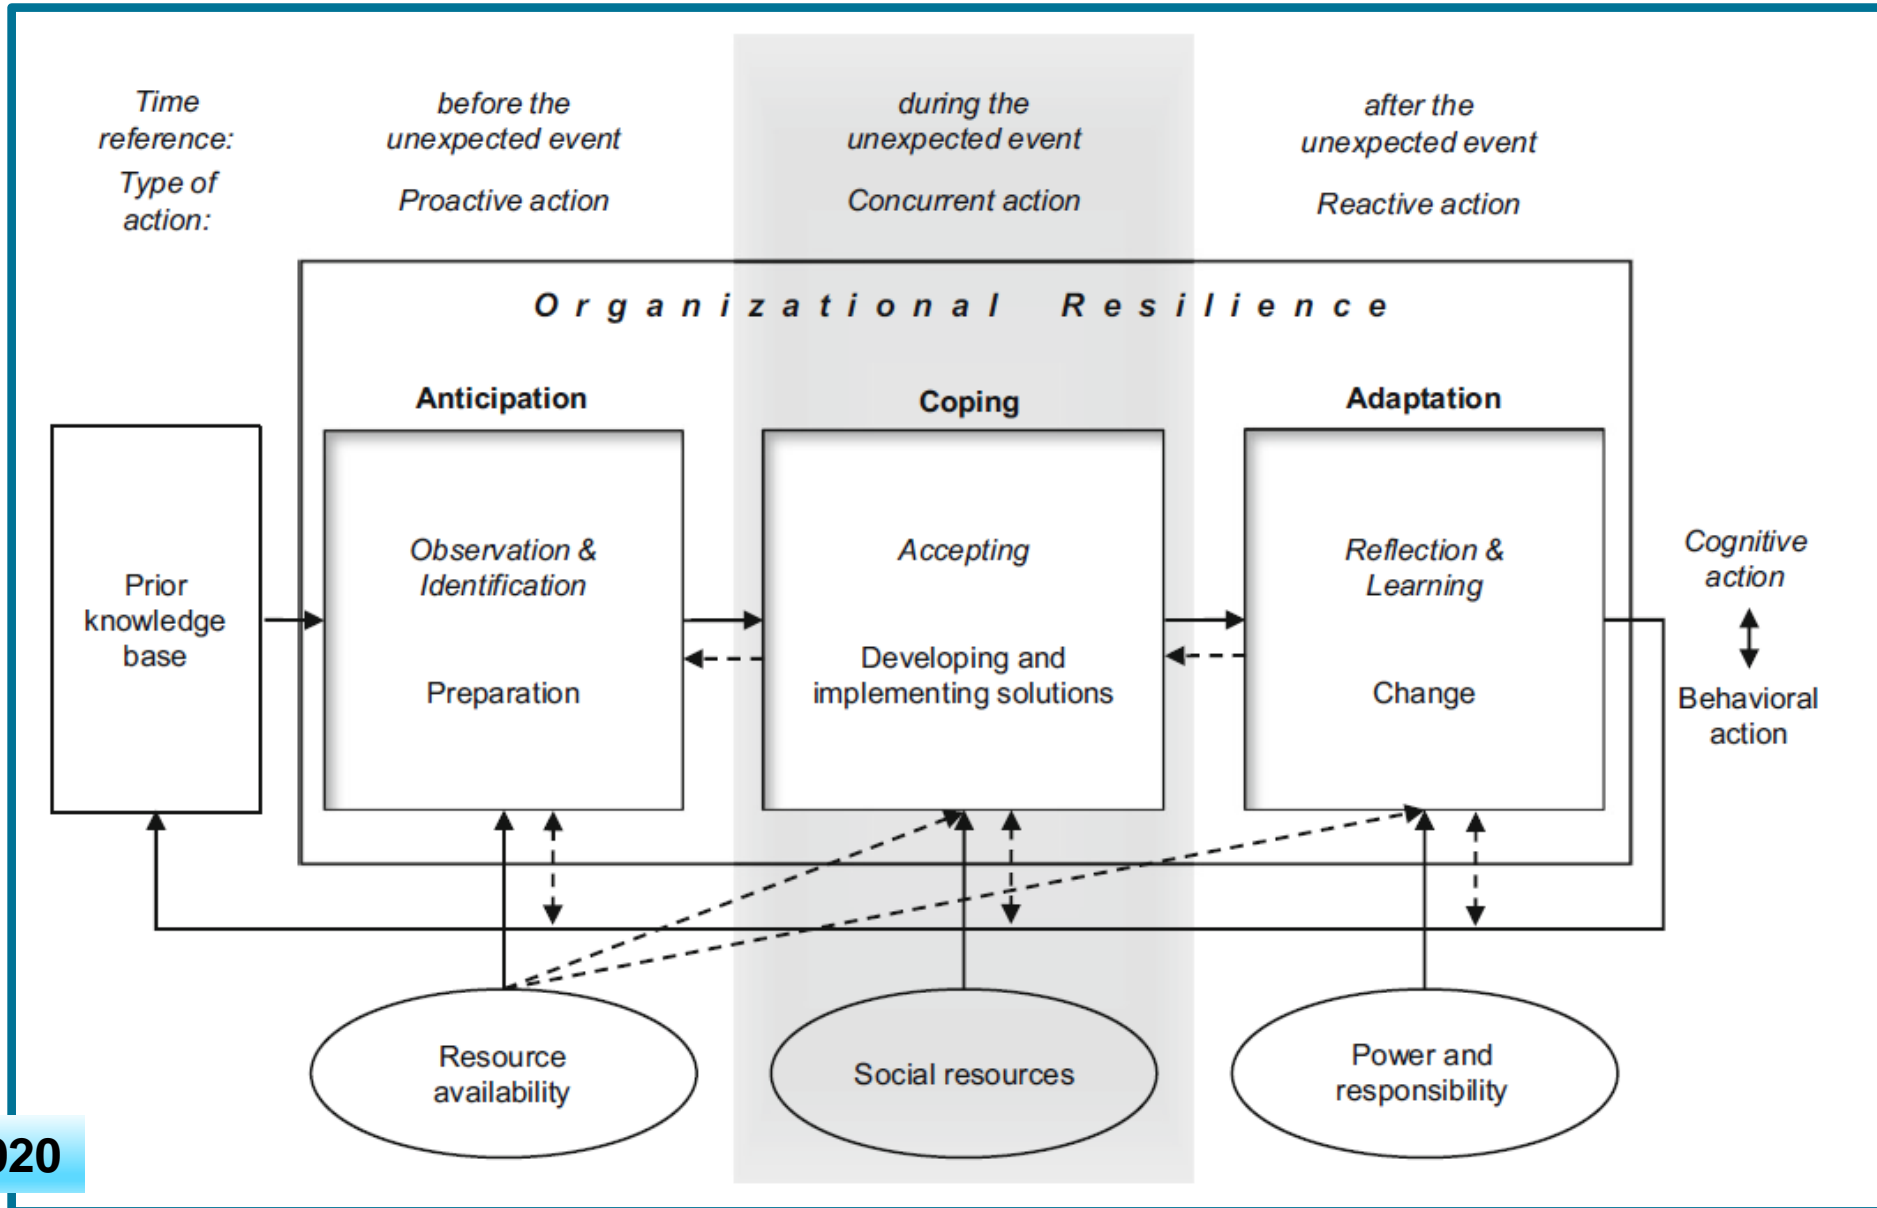 Time
reference:
before the
unexpected event
during the
unexpected event
after the
unexpected event
Type of
action:
Proactive action
Concurrent action
Reactive action
Organizational Resilience
Anticipation
Coping
Adaptation
Prior
knowledge
base
Observation &
Identification
Preparation
Accepting
Developing and
implementing solutions
Reflection &
Learning
Change
Cognitive
action
Behavioral
action
Resource
availability
Social resources
Power and
responsibility
20